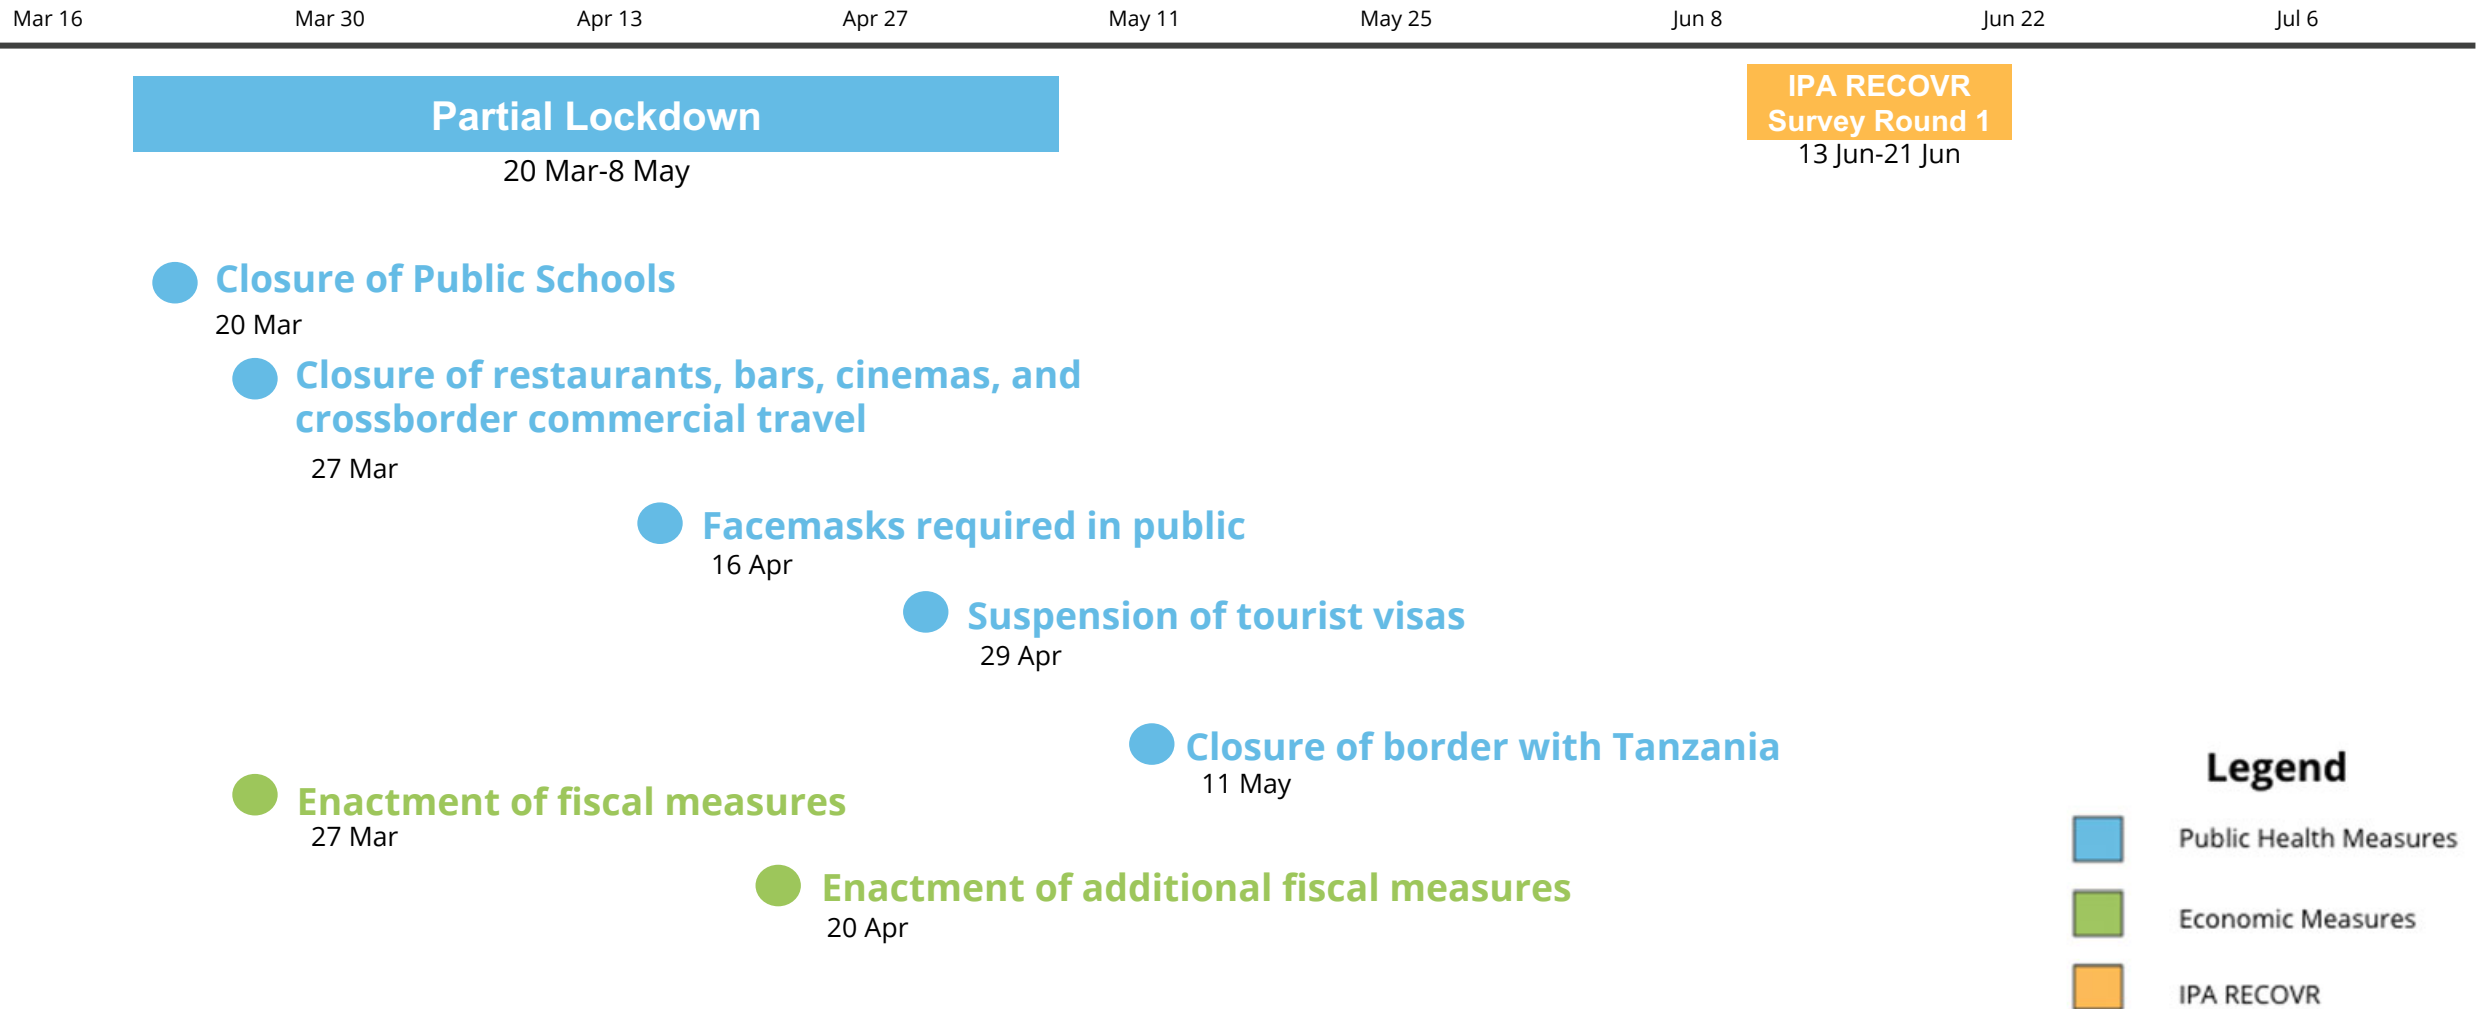 Mar 16 Mar 30 Apr 13 Apr 27 May 11 May 25 Jun 8 Jun 22 Jul 6
Partial Lockdown
20 Mar-8 May
IPA RECOVR
Survey Round 1
13 Jun-21 Jun
Closure of Public Schools
20 Mar
Closure of restaurants, bars, cinemas, and
crossborder commercial travel
27 Mar
Facemasks required in public
16 Apr
Suspension of tourist visas
29 Apr
Closure of border with Tanzania
11 May
Enactment of fiscal measures
27 Mar
Enactment of additional fiscal measures
20 Apr
Legend
Public Health Measures
Economic Measures
IPA RECOVR